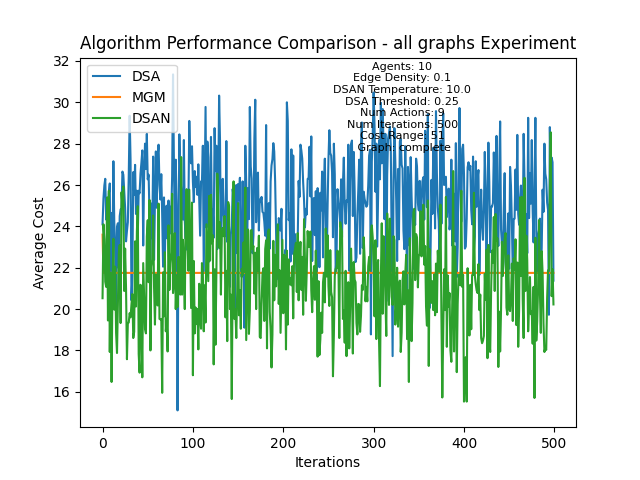 Algorithm Performance Comparison - all graphs Experiment
DSA
MGM
DSAN
Agents: 10
Edge Density: 0.1
DSAN Temperature: 10.0
DSA Threshold: 0.25
Num Actions: 9
Num Iterations: 500
Cost Range: 51
Graph: complete
Average Cost
32
30
28
26
24
22
20
18
16
0
100
200
300
400
500
Iterations